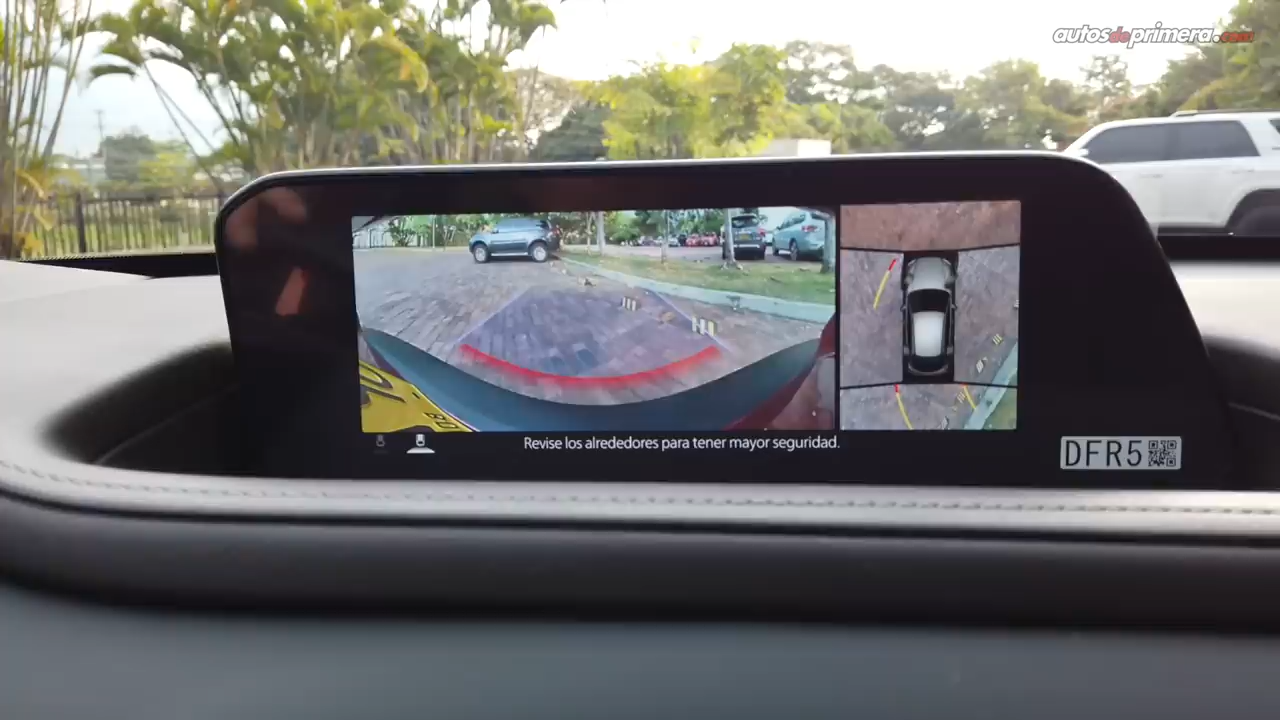 autosdeprimera.com
Revise los alrededores para tener mayor seguridad.
DFR5